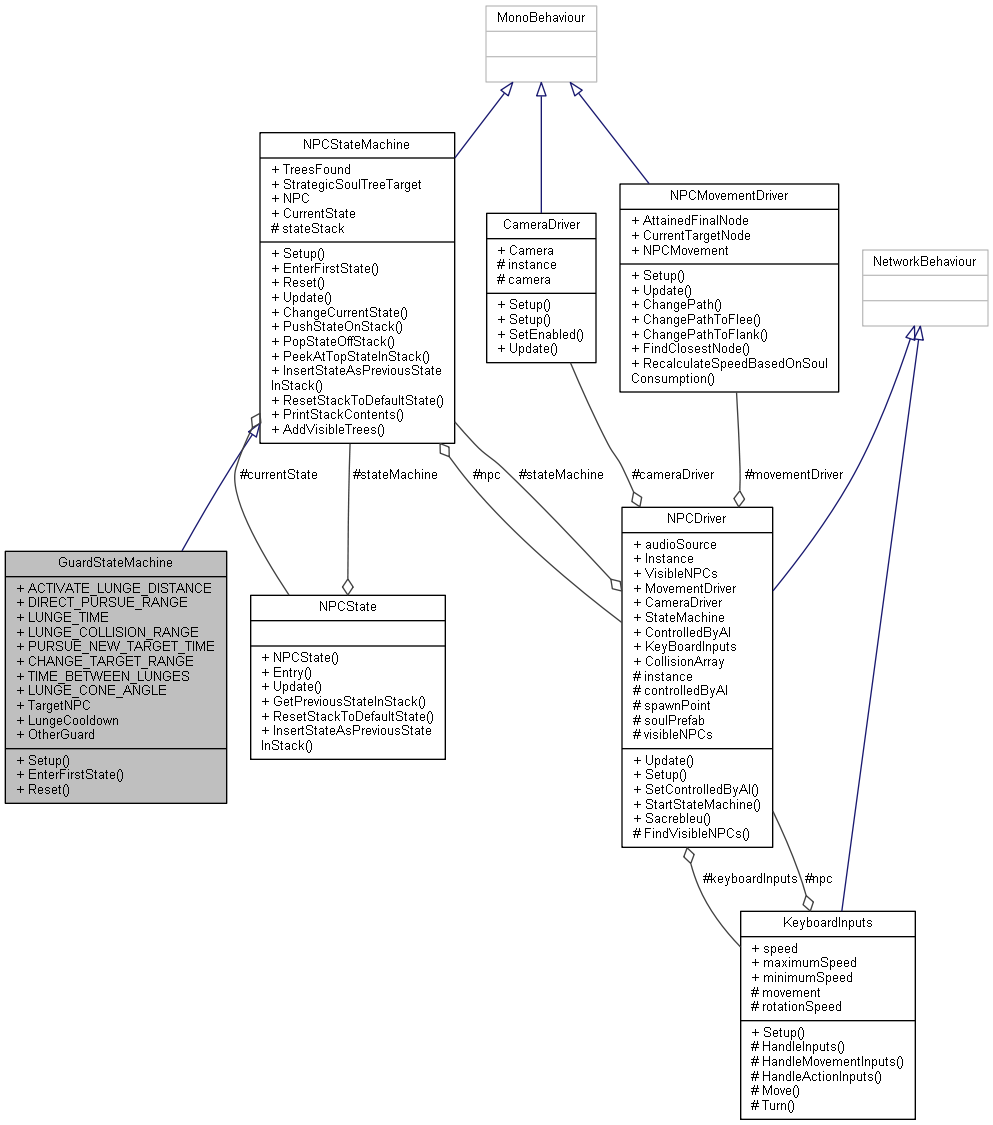 MonoBehaviour
NPCStateMachine
+ TreesFound
+ StrategicSoulTreeTarget
+ NPC
+ CurrentState
# stateStack
+ Setup()
+ EnterFirstState()
+ Reset()
+ Update()
+ ChangeCurrentState()
+ PushStateOnStack()
+ PopStateOffStack()
+ PeekAtTopStateInStack()
+ InsertStateAsPreviousState
InStack()
+ ResetStackToDefaultState()
+ PrintStackContents()
+ AddVisibleTrees()
CameraDriver
+ Camera
# instance
# camera
+ Setup()
+ Setup()
+ SetEnabled()
+ Update()
NPCMovementDriver
+ AttainedFinalNode
+ CurrentTargetNode
+ NPCMovement
+ Setup()
+ Update()
+ ChangePath()
+ ChangePathToFlee()
+ ChangePathToFlank()
+ FindClosestNode()
+ RecalculateSpeedBasedOnSoul
Consumption()
NetworkBehaviour
#currentState
#stateMachine
#npc
#stateMachine
#cameraDriver
#movementDriver
GuardStateMachine
+ ACTIVATE_LUNGE_DISTANCE
+ DIRECT_PURSUE_RANGE
+ LUNGE_TIME
+ LUNGE_COLLISION_RANGE
+ PURSUE_NEW_TARGET_TIME
+ CHANGE_TARGET_RANGE
+ TIME_BETWEEN_LUNGES
+ LUNGE_CONE_ANGLE
+ TargetNPC
+ LungeCooldown
+ OtherGuard
+ Setup()
+ EnterFirstState()
+ Reset()
NPCState
+ NPCState()
+ Entry()
+ Update()
+ GetPreviousStateInStack()
+ ResetStackToDefaultState()
+ InsertStateAsPreviousState
InStack()
NPCDriver
+ audioSource
+ Instance
+ VisibleNPCs
+ MovementDriver
+ CameraDriver
+ StateMachine
+ ControlledByAI
+ KeyBoardInputs
+ CollisionArray
# instance
# controlledByAI
# spawnPoint
# soulPrefab
# visibleNPCs
+ Update()
+ Setup()
+ SetControlledByAI()
+ StartStateMachine()
+ Sacrebleu()
# FindVisibleNPCs()
#keyboardInputs
#npc
KeyboardInputs
+ speed
+ maximumSpeed
+ minimumSpeed
# movement
# rotationSpeed
+ Setup()
# HandleInputs()
# HandleMovementInputs()
# HandleActionInputs()
# Move()
# Turn()